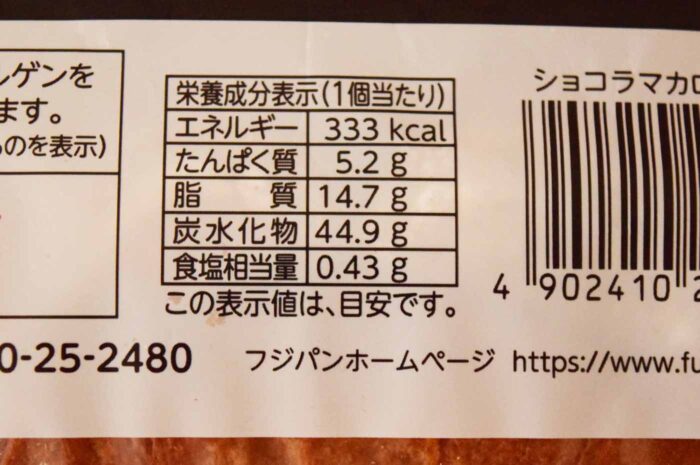 ルゲンを
ます。
ものを表示)
栄養成分表示(1個当たり)
エネルギー 333 kcal
たんぱく質 5.2 g
脂 質 14.7 g
炭水化物 44.9 g
食塩相当量 0.43 g
この表示値は、目安です。
ショコラマカロ
4 902410 2
0-25-2480 フジパンホームページ https://www.fu